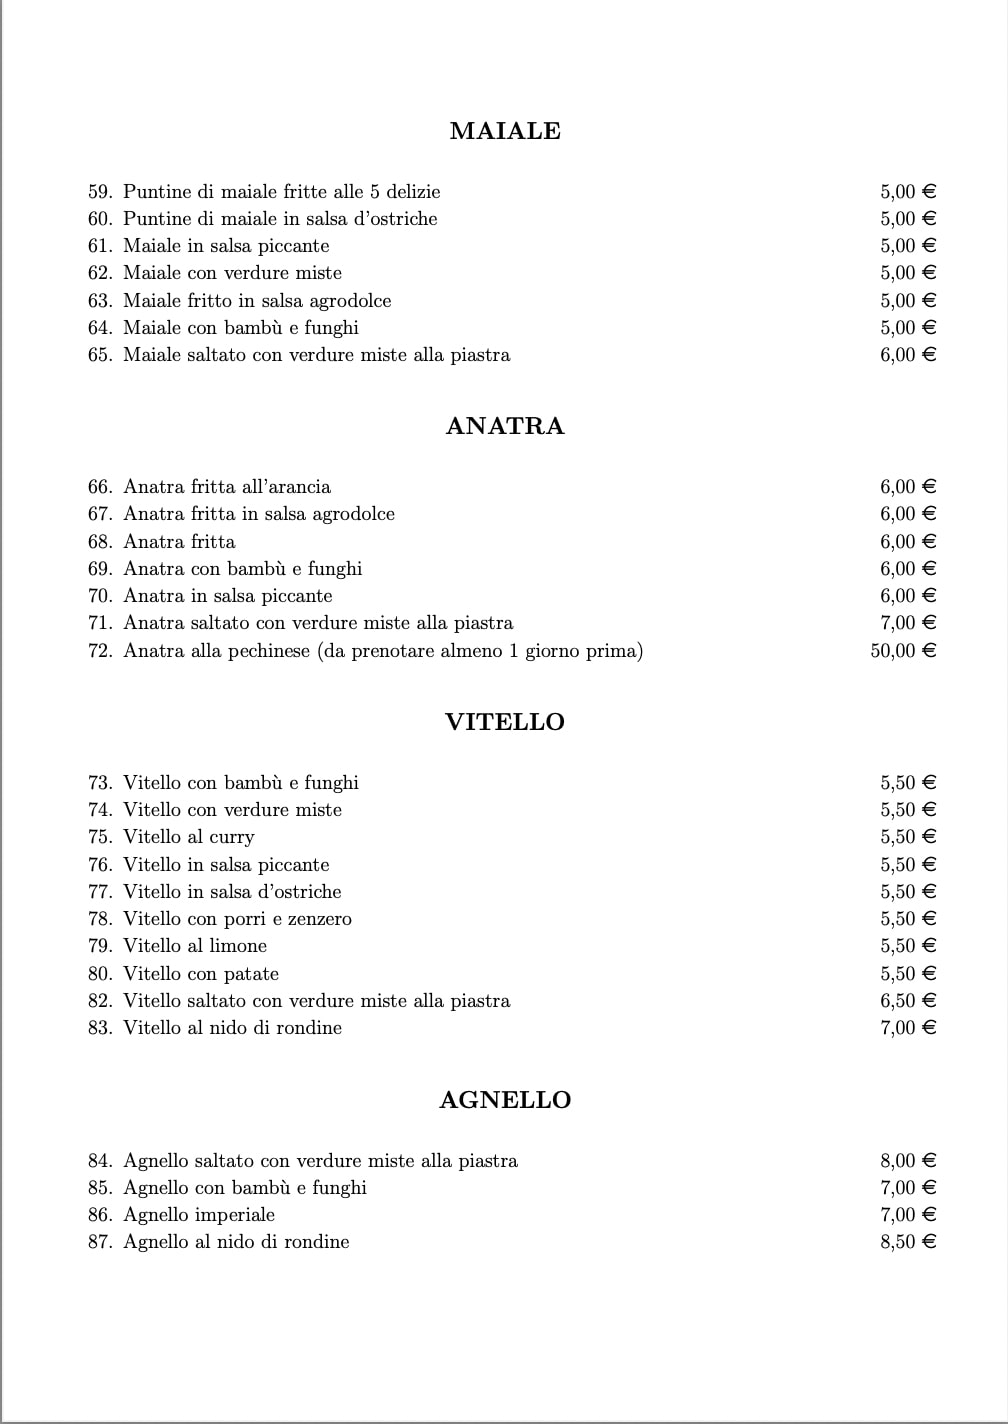 MAIALE
59. Puntine di maiale fritte alle 5 delizie 5,00 €
60. Puntine di maiale in salsa d'ostriche 5,00 €
61. Maiale in salsa piccante 5,00 €
62. Maiale con verdure miste 5,00 €
63. Maiale fritto in salsa agrodolce 5,00 €
64. Maiale con bambù e funghi 5,00 €
65. Maiale saltato con verdure miste alla piastra 6,00 €
ANATRA
66. Anatra fritta all'arancia 6,00 €
67. Anatra fritta in salsa agrodolce 6,00 €
68. Anatra fritta 6,00 €
69. Anatra con bambù e funghi 6,00 €
70. Anatra in salsa piccante 6,00 €
71. Anatra saltato con verdure miste alla piastra 7,00 €
72. Anatra alla pechinese (da prenotare almeno 1 giorno prima) 50,00 €
VITELLO
73. Vitello con bambù e funghi 5,50 €
74. Vitello con verdure miste 5,50 €
75. Vitello al curry 5,50 €
76. Vitello in salsa piccante 5,50 €
77. Vitello in salsa d'ostriche 5,50 €
78. Vitello con porri e zenzero 5,50 €
79. Vitello al limone 5,50 €
80. Vitello con patate 5,50 €
82. Vitello saltato con verdure miste alla piastra 6,50 €
83. Vitello al nido di rondine 7,00 €
AGNELLO
84. Agnello saltato con verdure miste alla piastra 8,00 €
85. Agnello con bambù e funghi 7,00 €
86. Agnello imperiale 7,00 €
87. Agnello al nido di rondine 8,50 €